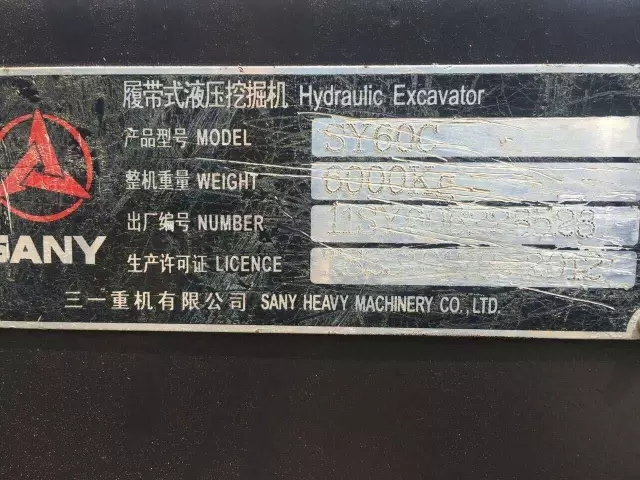 履带式液压挖掘机 Hydraulic Excavator
产品型号 MODEL SY60C
整机重量 WEIGHT 6000Kg
出厂编号 NUMBER
生产许可证 LICENCE
SANY
三一重机有限公司 SANY HEAVY MACHINERY CO., LTD.